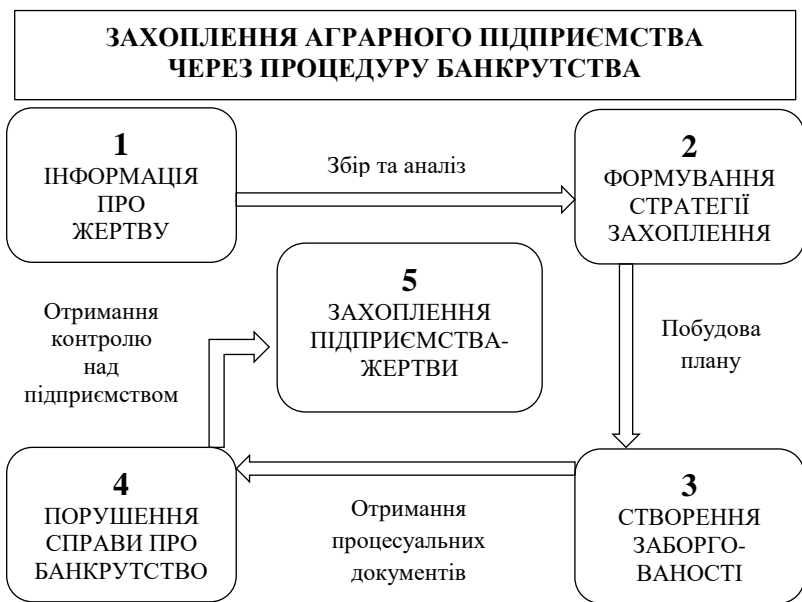 ЗАХОПЛЕННЯ АГРАРНОГО ПІДПРИЄМСТВА
ЧЕРЕЗ ПРОЦЕДУРУ БАНКРУТСТВА
1
ІНФОРМАЦІЯ
ПРО
ЖЕРТВУ
Збір та аналіз
2
ФОРМУВАННЯ
СТРАТЕГІЇ
ЗАХОПЛЕННЯ
Побудова
плану
3
СТВОРЕННЯ
ЗАБОРГО-
ВАНОСТІ
Отримання
процесуальних
документів
4
ПОРУШЕННЯ
СПРАВИ ПРО
БАНКРУТСТВО
Отримання
контролю
над
підприємством
5
ЗАХОПЛЕННЯ
ПІДПРИЄМСТВА-
ЖЕРТВИ